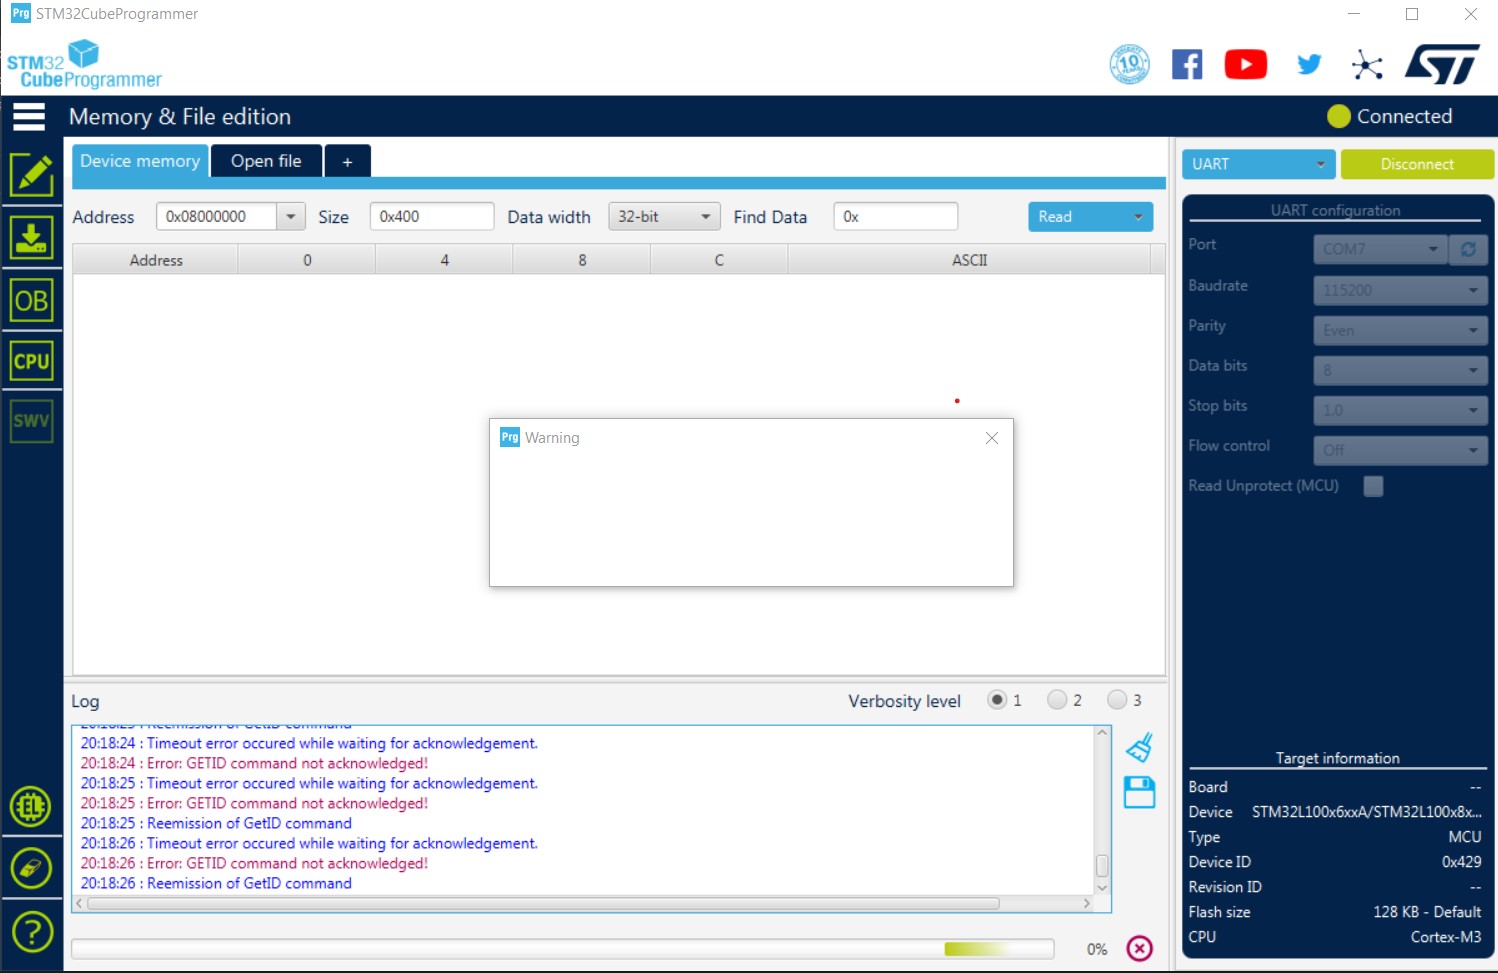 Prg STM32CubeProgrammer
STM32
CubeProgrammer
10
Memory & File edition
Connected
Device memory
Open file
+
UART
Disconnect
Address
0x08000000
Size
0x400
Data width
32-bit
Find Data
0x
Read
UART configuration
Address
0
4
8
C
ASCII
Port
COM7
Baudrate
115200
Parity
Even
Data bits
8
Stop bits
1.0
Flow control
Off
Read Unprotect (MCU)
OB
CPU
SWV
Prg Warning
Log
Verbosity level
1
2
3
20:18:23 : Reemission of GetID command
20:18:24 : Timeout error occured while waiting for acknowledgement.
20:18:24 : Error: GETID command not acknowledged!
20:18:25 : Timeout error occured while waiting for acknowledgement.
20:18:25 : Error: GETID command not acknowledged!
20:18:25 : Reemission of GetID command
20:18:26 : Timeout error occured while waiting for acknowledgement.
20:18:26 : Error: GETID command not acknowledged!
20:18:26 : Reemission of GetID command
0%
Target information
Board --
Device STM32L100x6xxA/STM32L100x8x...
Type MCU
Device ID 0x429
Revision ID --
Flash size 128 KB - Default
CPU Cortex-M3